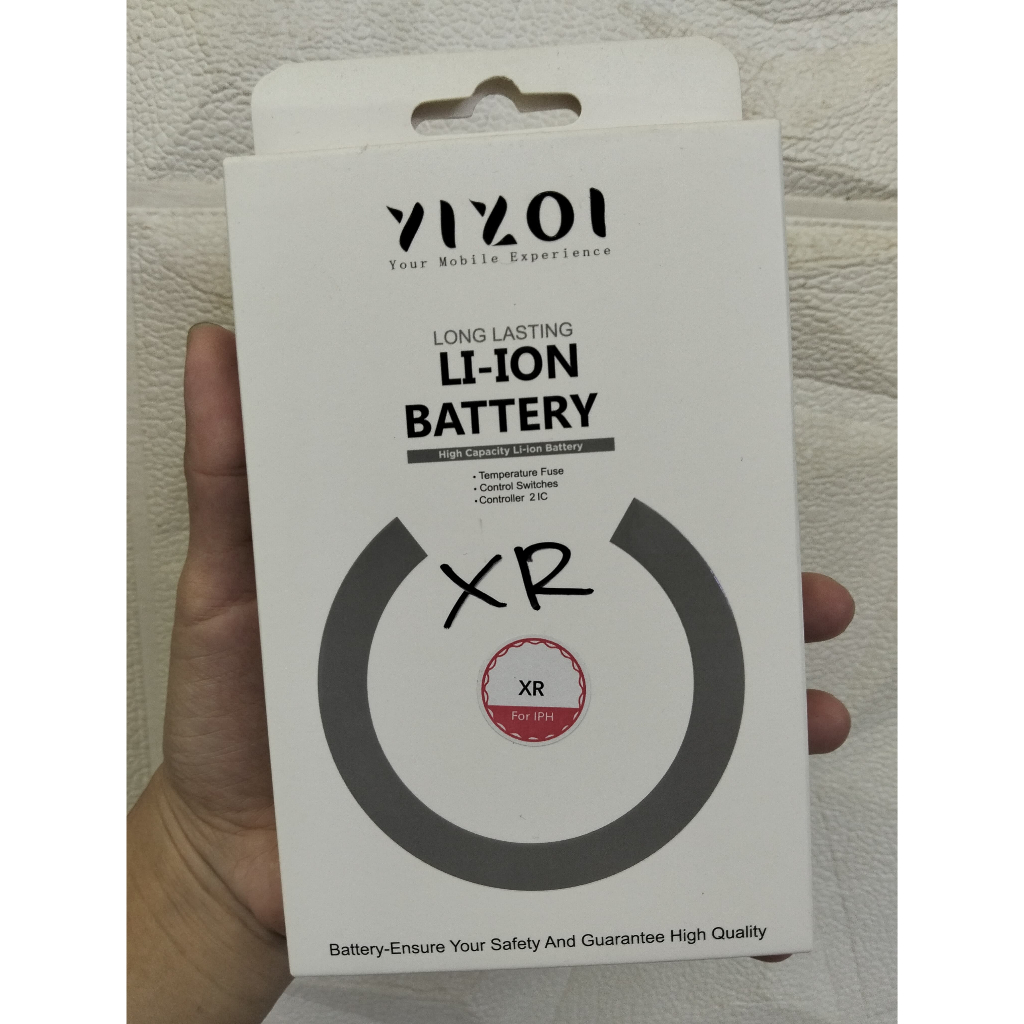 YIZOI
Your Mobile Experience
LONG LASTING
LI-ION
BATTERY
High Capacity Li-ion Battery
• Temperature Fuse
• Control Switches
• Controller 2 IC
XR
XR
For IPH
Battery-Ensure Your Safety And Guarantee High Quality